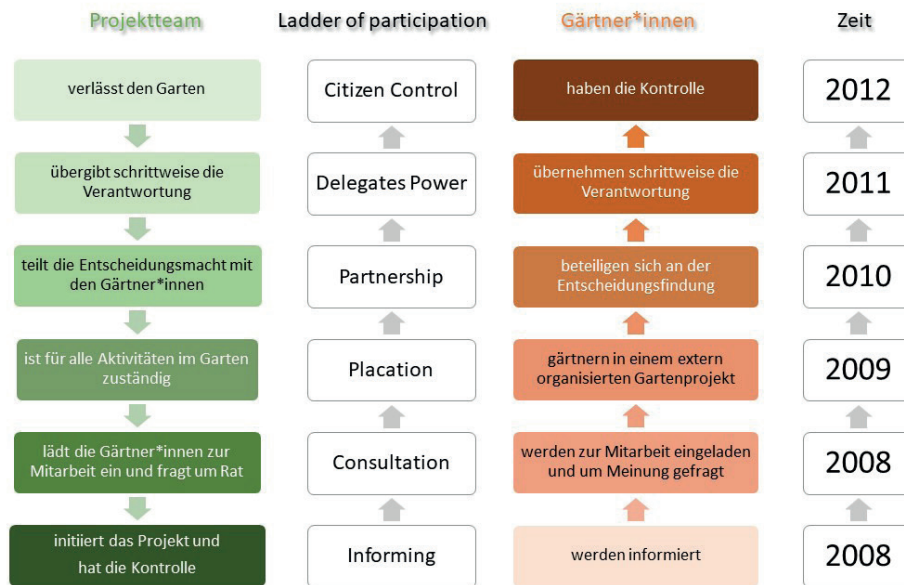 Projektteam
Ladder of participation
Gärtner*innen
Zeit
verlässt den Garten
Citizen Control
haben die Kontrolle
2012
übergibt schrittweise die
Verantwortung
Delegates Power
übernehmen schrittweise die
Verantwortung
2011
teilt die Entscheidungsmacht mit
den Gärtner*innen
Partnership
beteiligen sich an der
Entscheidungsfindung
2010
ist für alle Aktivitäten im Garten
zuständig
Placation
gärtnern in einem extern
organisierten Gartenprojekt
2009
lädt die Gärtner*innen zur
Mitarbeit ein und fragt um Rat
Consultation
werden zur Mitarbeit eingeladen
und um Meinung gefragt
2008
initiiert das Projekt und
hat die Kontrolle
Informing
werden informiert
2008